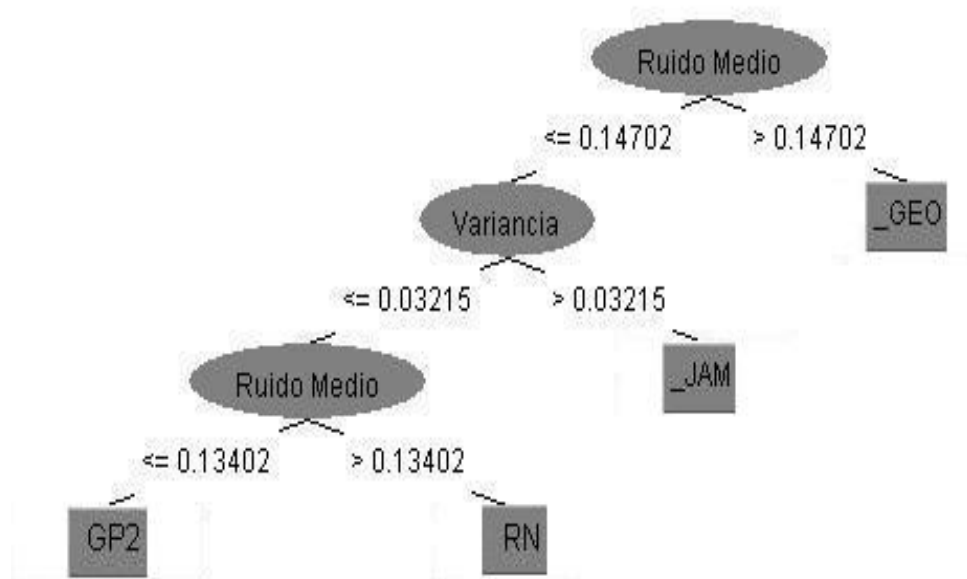 Ruido Medio
<= 0.14702
> 0.14702
Variancia
_GEO
<= 0.03215
> 0.03215
Ruido Medio
_JAM
<= 0.13402
> 0.13402
GP2
RN